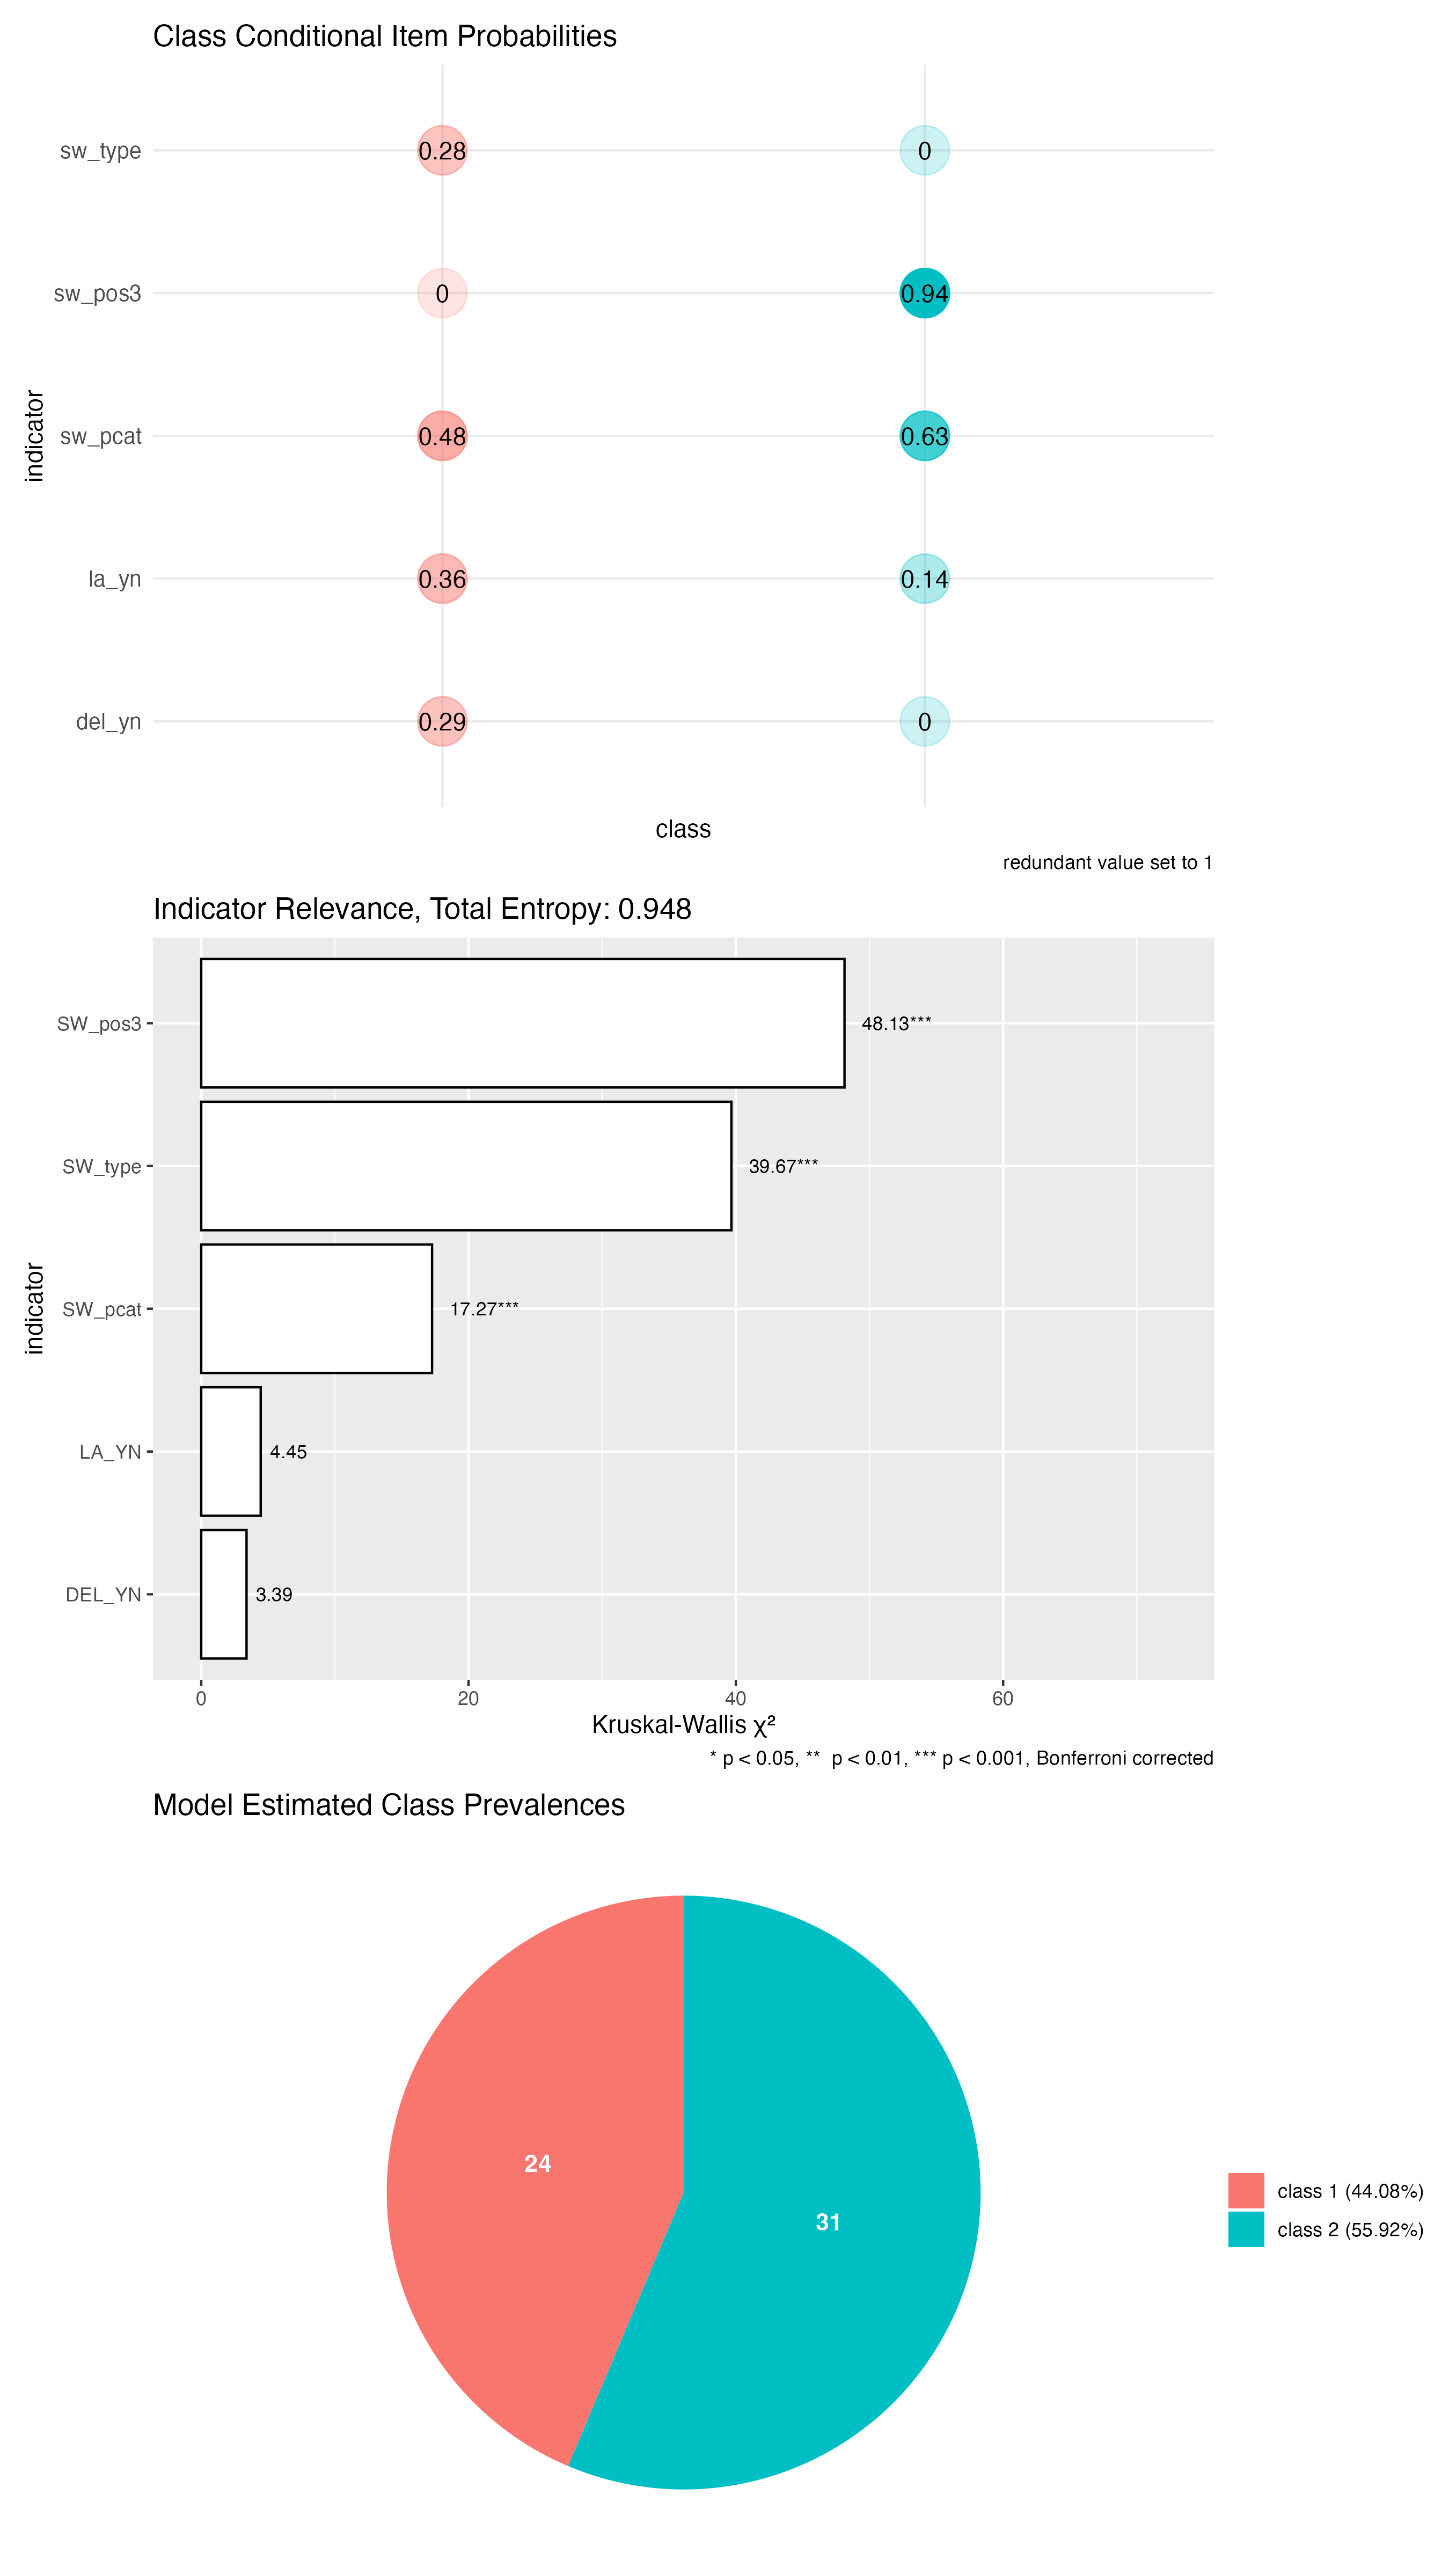 Class Conditional Item Probabilities
sw_type
0.28
0
sw_pos3
0
0.94
sw_pcat
0.48
0.63
la_yn
0.36
0.14
del_yn
0.29
0
indicator
class
redundant value set to 1
Indicator Relevance, Total Entropy: 0.948
SW_pos3
48.13***
SW_type
39.67***
SW_pcat
17.27***
LA_YN
4.45
DEL_YN
3.39
indicator
0
20
40
60
Kruskal-Wallis χ²
* p < 0.05, ** p < 0.01, *** p < 0.001, Bonferroni corrected
Model Estimated Class Prevalences
24
31
class 1 (44.08%)
class 2 (55.92%)